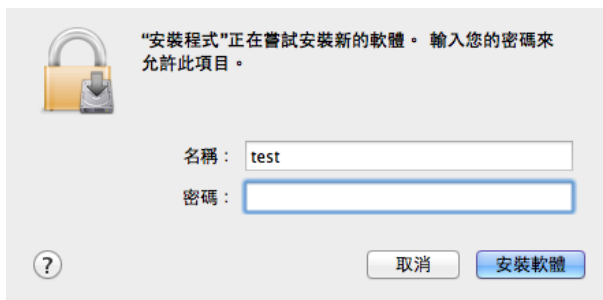 “安裝程式”正在嘗試安裝新的軟體。 輸入您的密碼來
允許此項目。
名稱： test
密碼：
? 取消 安裝軟體